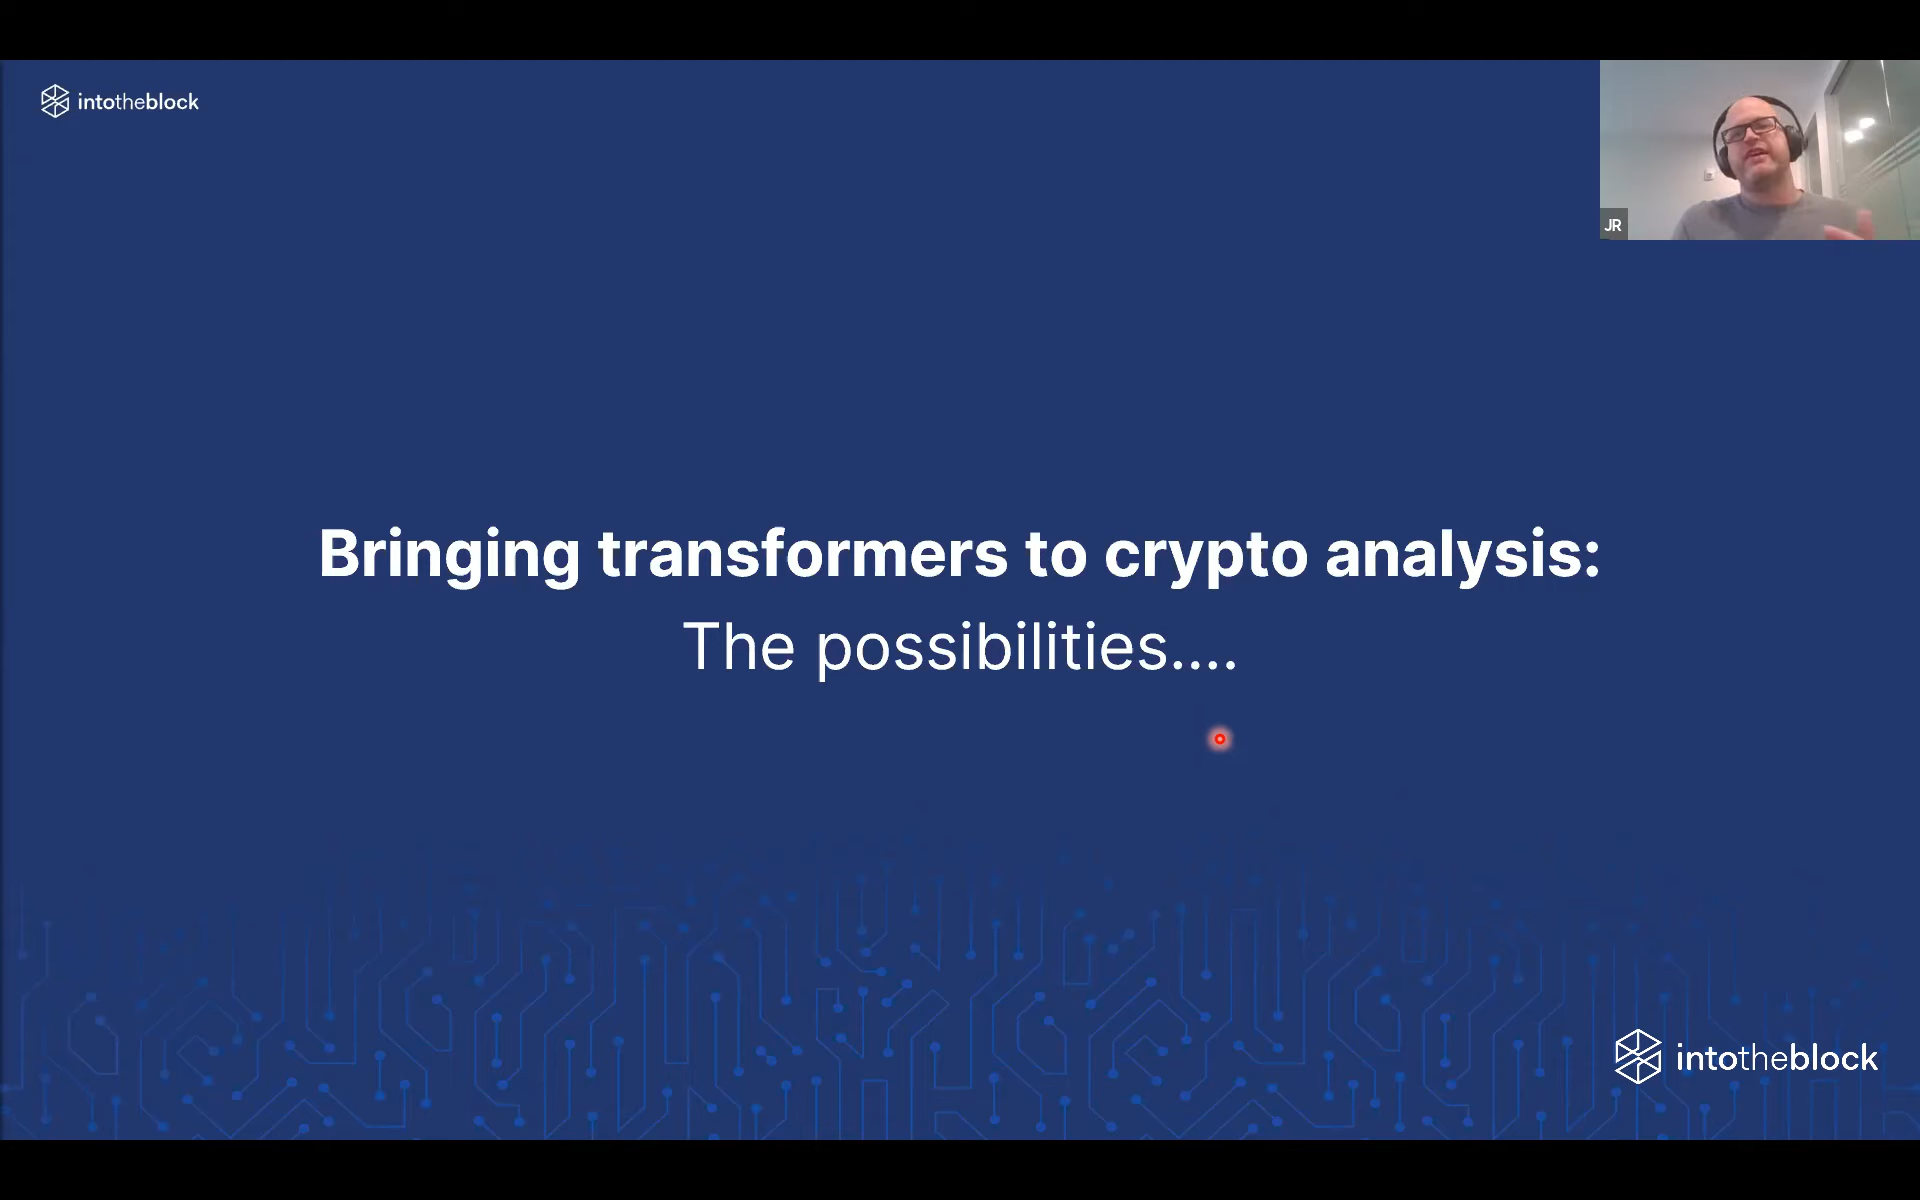 intotheblock
JR
Bringing transformers to crypto analysis:
The possibilities....
intotheblock